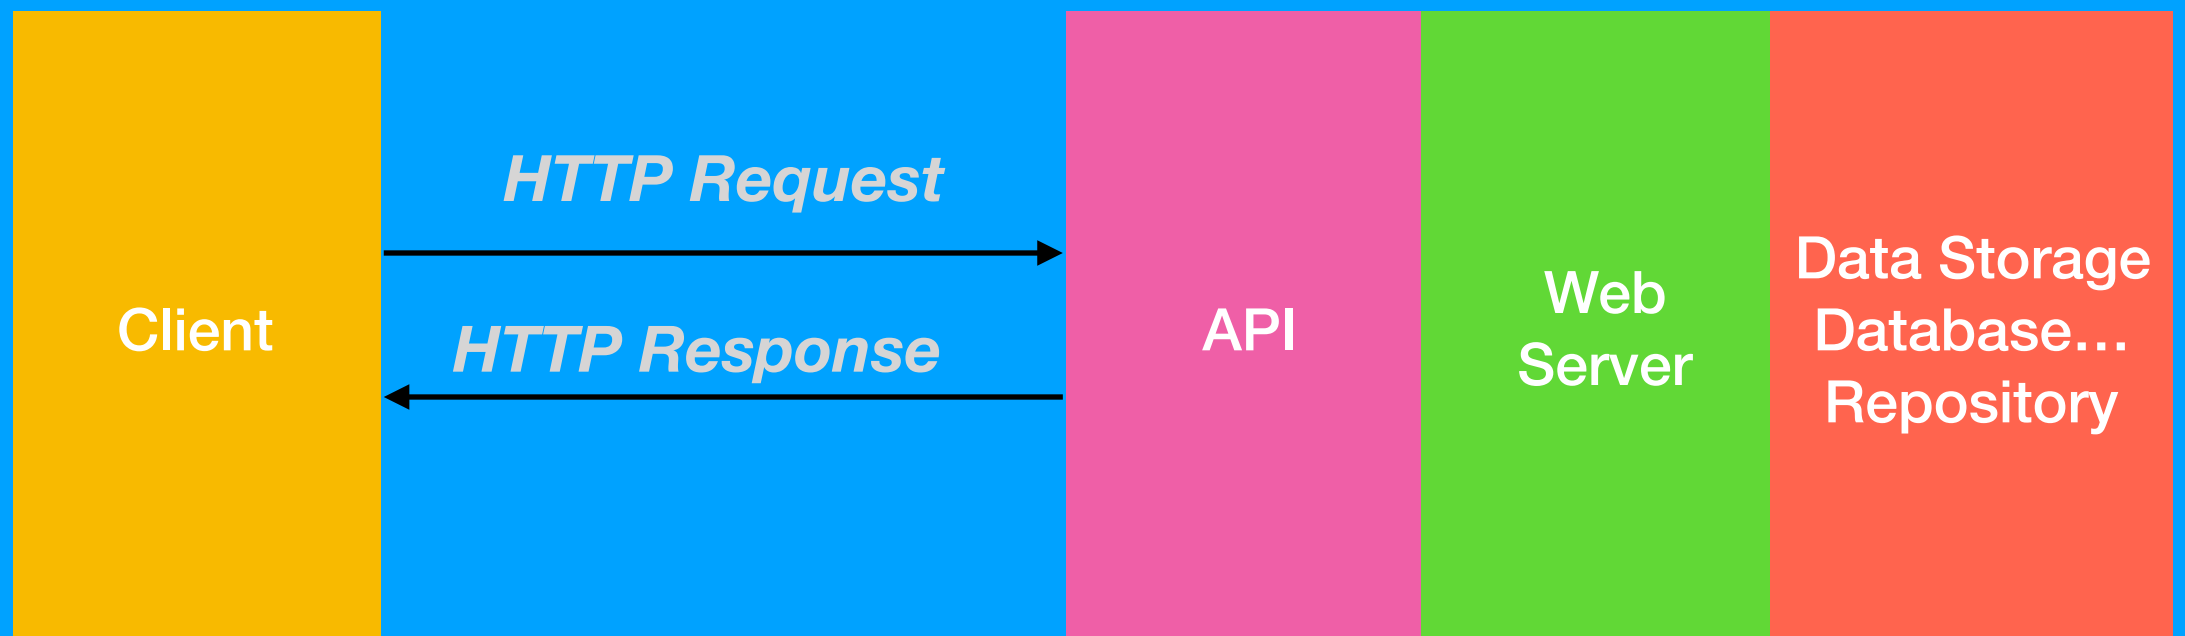 Client
HTTP Request
HTTP Response
API
Web
Server
Data Storage
Database...
Repository